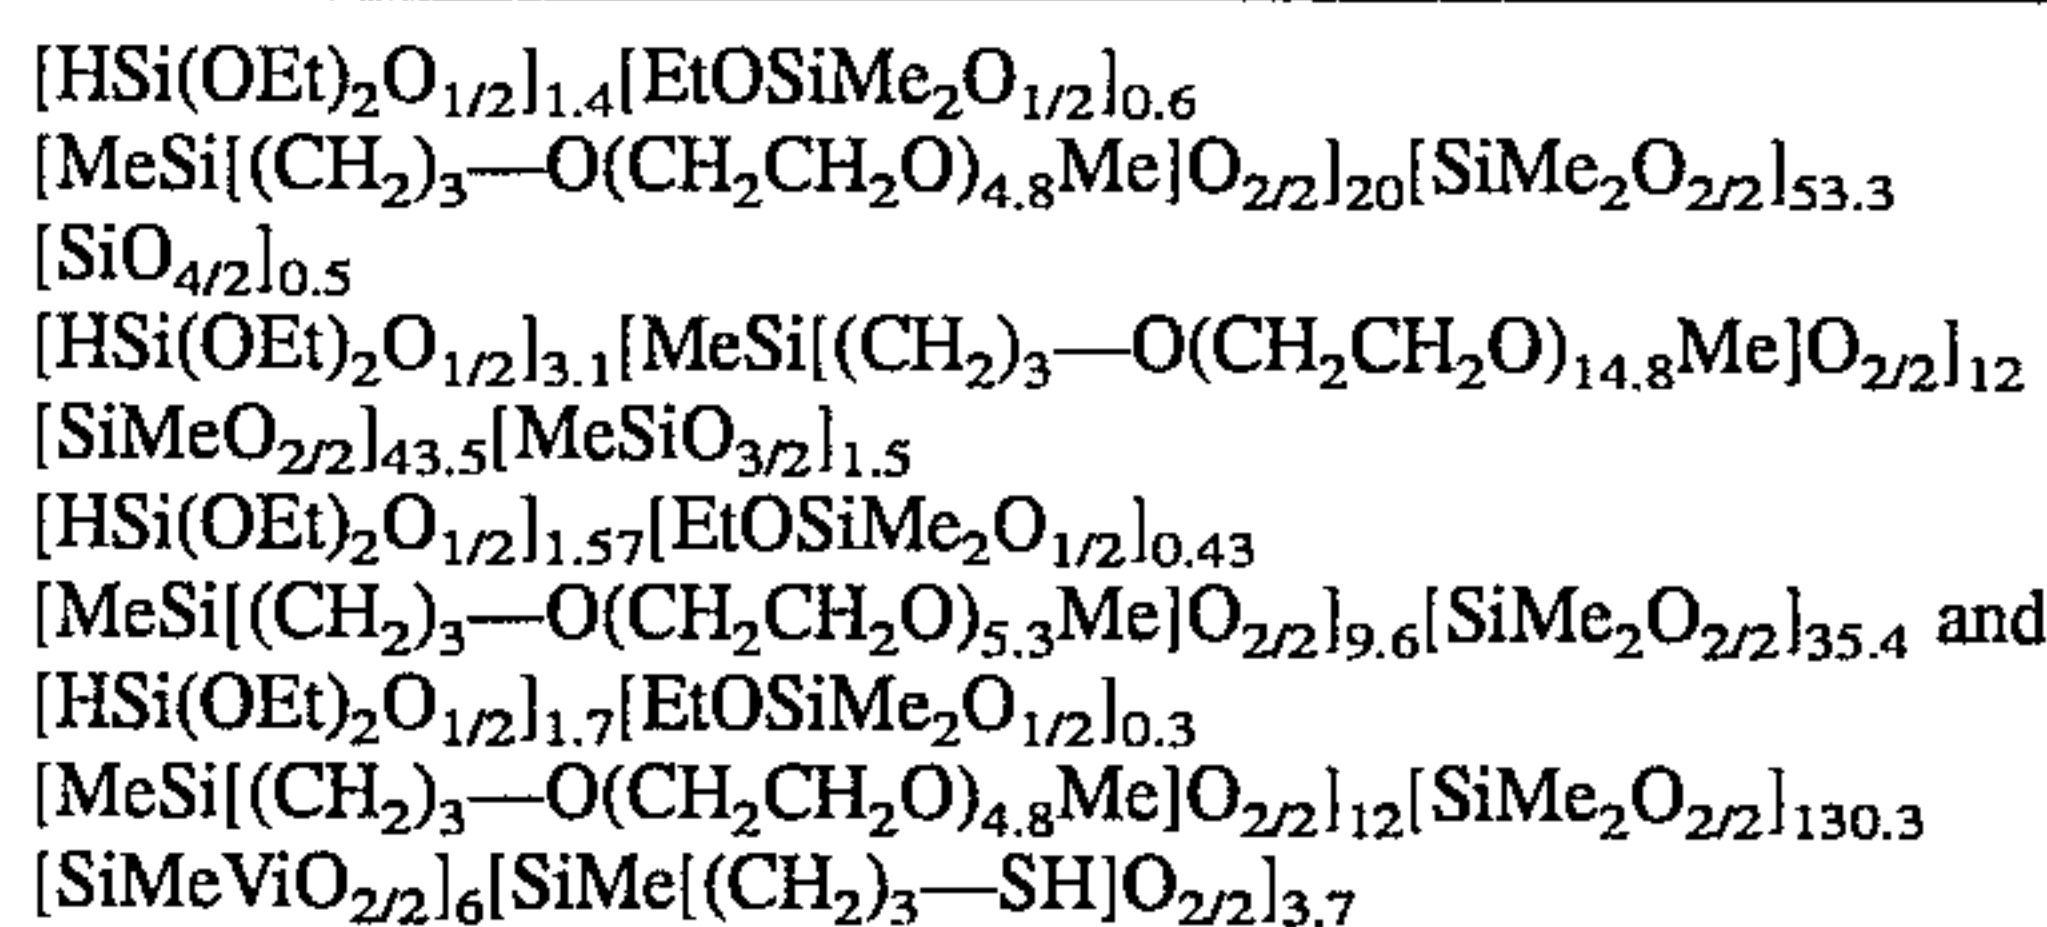 [HSi(OEt)₂O₁/₂]₁.₄[EtOSiMe₂O₁/₂]₀.₆
[MeSi[(CH₂)₃—O(CH₂CH₂O)₄.₈Me]O₂/₂]₂₀[SiMe₂O₂/₂]₅₃.₃
[SiO₄/₂]₀.₅
[HSi(OEt)₂O₁/₂]₃.₁[MeSi[(CH₂)₃—O(CH₂CH₂O)₁₄.₈Me]O₂/₂]₁₂
[SiMeO₂/₂]₄₃.₅[MeSiO₃/₂]₁.₅
[HSi(OEt)₂O₁/₂]₁.₅₇[EtOSiMe₂O₁/₂]₀.₄₃
[MeSi[(CH₂)₃—O(CH₂CH₂O)₅.₃Me]O₂/₂]₉.₆[SiMe₂O₂/₂]₃₅.₄ and
[HSi(OEt)₂O₁/₂]₁.₇[EtOSiMe₂O₁/₂]₀.₃
[MeSi[(CH₂)₃—O(CH₂CH₂O)₄.₈Me]O₂/₂]₁₂[SiMe₂O₂/₂]₁₃₀.₃
[SiMeViO₂/₂]₆[SiMe[(CH₂)₃—SH]O₂/₂]₃.₇